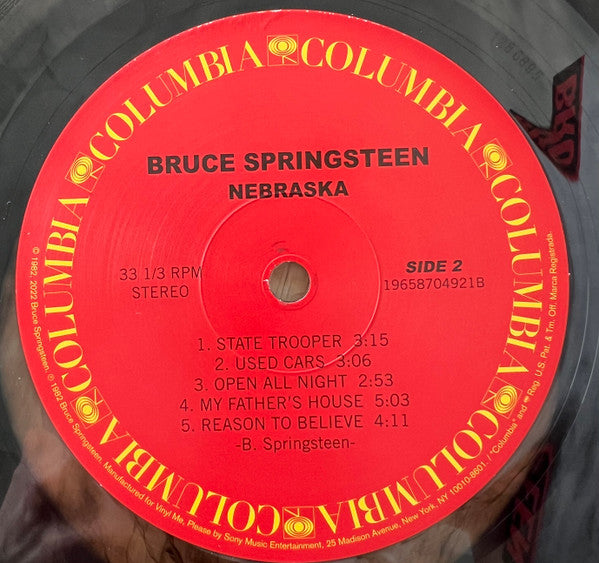 COLUMBIA COLUMBIA COLUMBIA COLUMBIA COLUMBIA COLUMBIA
BRUCE SPRINGSTEEN
NEBRASKA
33 1/3 RPM
STEREO
SIDE 2
19658704921B
1. STATE TROOPER 3:15
2. USED CARS 3:06
3. OPEN ALL NIGHT 2:53
4. MY FATHER'S HOUSE 5:03
5. REASON TO BELIEVE 4:11
-B. Springsteen-
© 1982, 2022 Bruce Springsteen. ℗ 1982 Bruce Springsteen. Manufactured for Vinyl Me, Please by Sony Music Entertainment, 25 Madison Avenue, New York, NY 10010-8601. / "Columbia" and Reg. U.S. Pat. & Tm. Off. Marca Registrada.